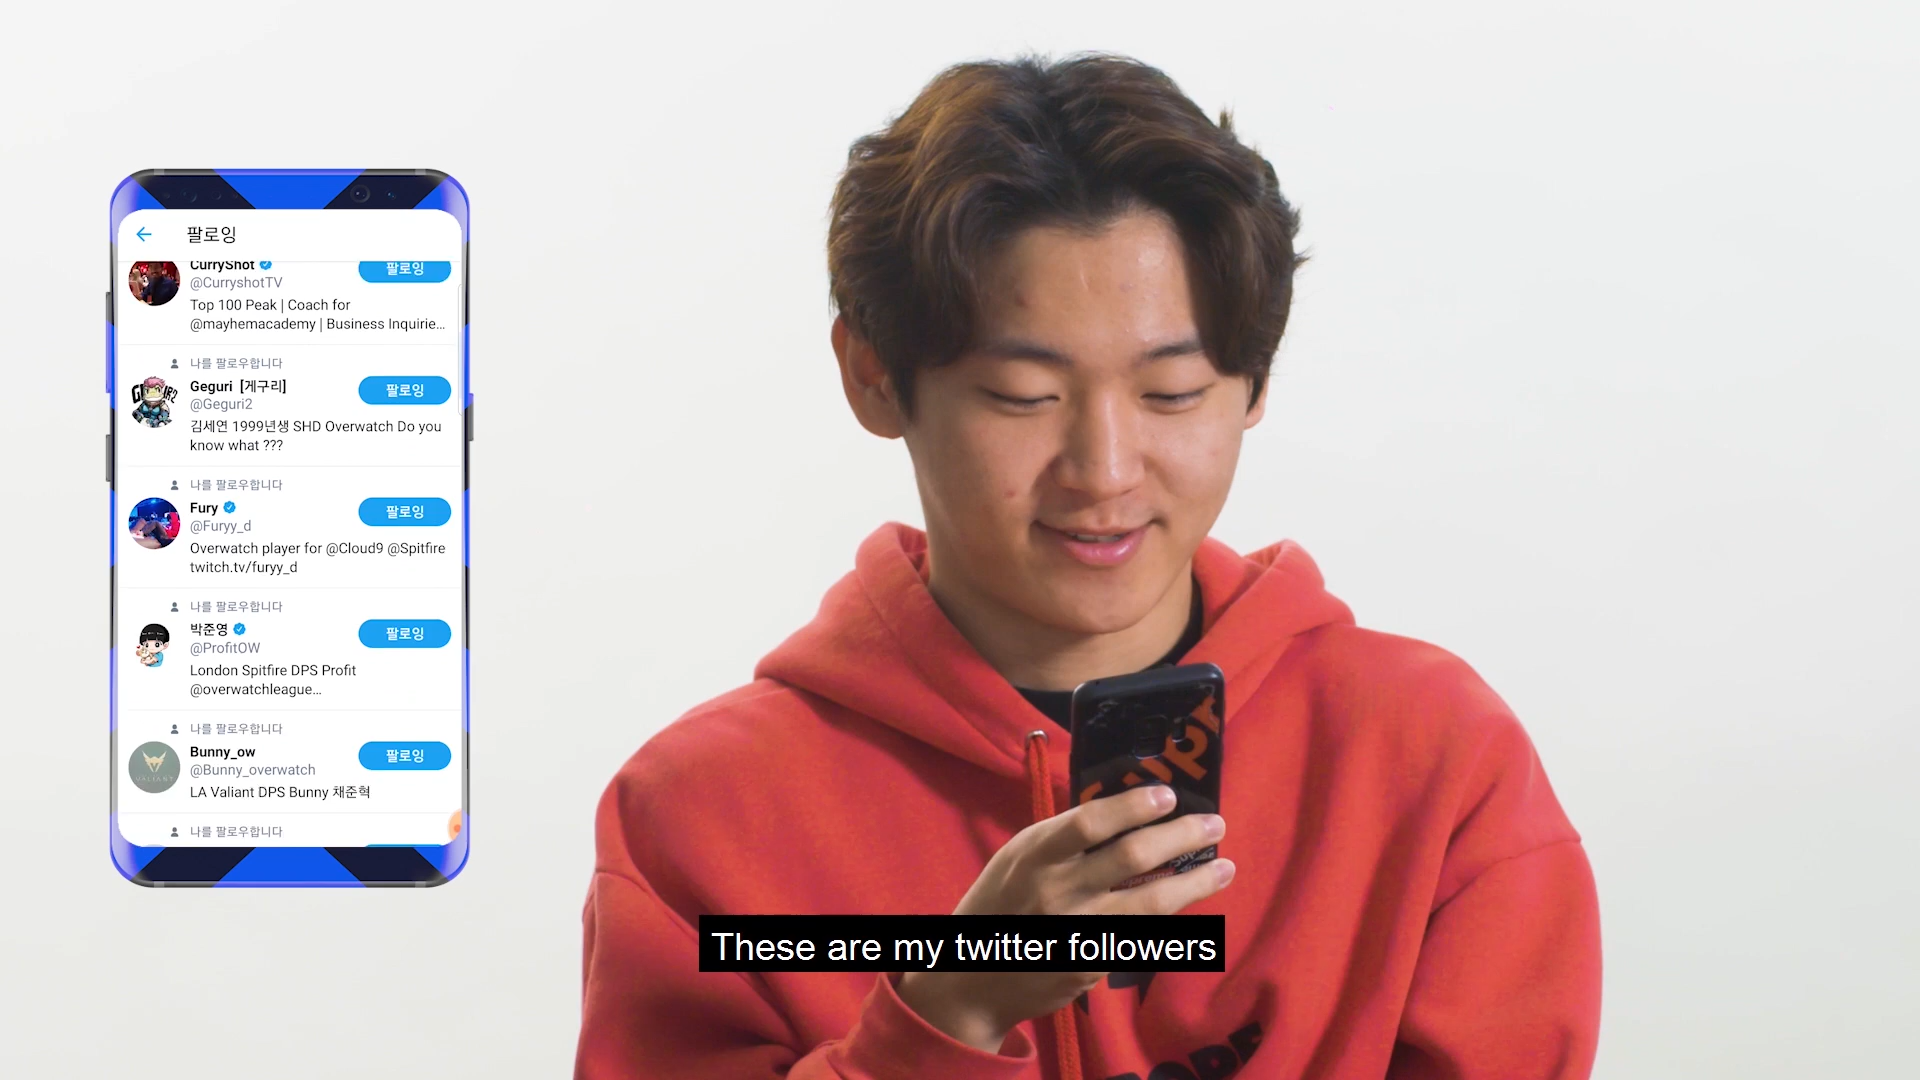 팔로잉
CurryShot
@CurryshotTV
팔로잉
Top 100 Peak | Coach for
@mayhemacademy | Business Inquirie...
나를 팔로우합니다
Geguri [게구리]
@Geguri2
팔로잉
김세연 1999년생 SHD Overwatch Do you
know what ???
나를 팔로우합니다
Fury
@Furyy_d
팔로잉
Overwatch player for @Cloud9 @Spitfire
twitch.tv/furyy_d
나를 팔로우합니다
박준영
@ProfitOW
팔로잉
London Spitfire DPS Profit
@overwatchleague...
나를 팔로우합니다
Bunny_ow
@Bunny_overwatch
팔로잉
LA Valiant DPS Bunny 채준혁
나를 팔로우합니다
These are my twitter followers